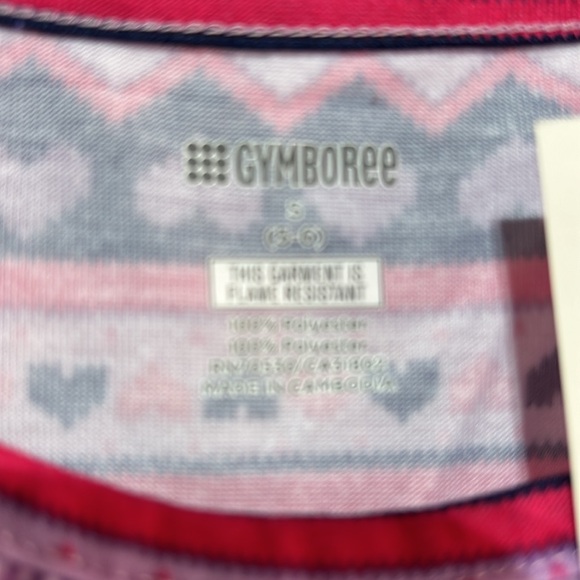 GYMBOREE
S
(5-6)
THIS GARMENT IS
FLAME RESISTANT
100% Polyester
100% Polyester
MADE IN CAMBODIA